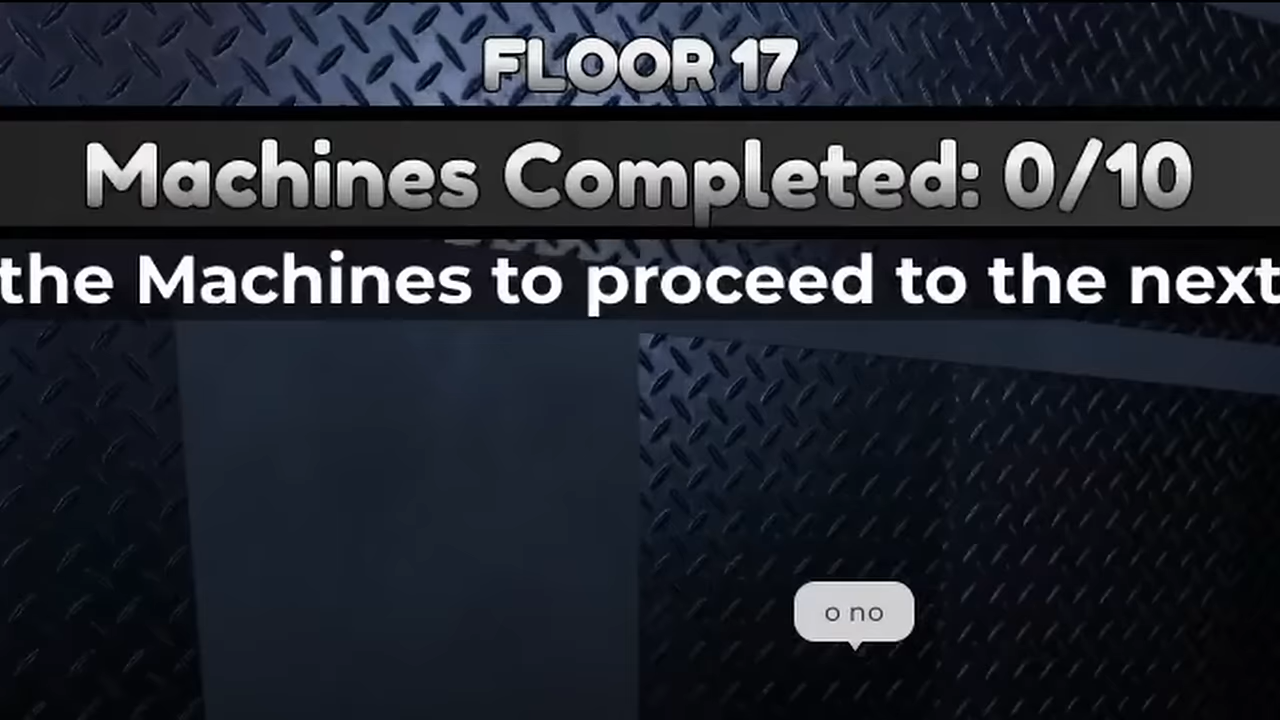 FLOOR 17
Machines Completed: 0/10
the Machines to proceed to the next
o no